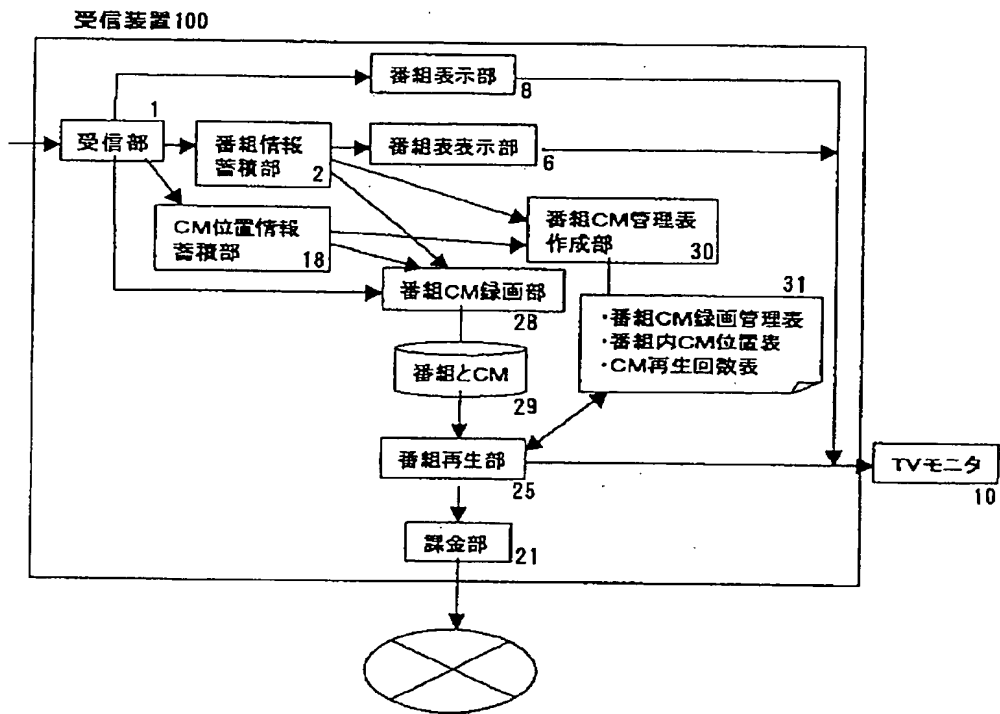 受信装置100
番組表示部
8
1
受信部
番組情報
蓄積部
2
番組表表示部
6
CM位置情報
蓄積部
18
番組CM管理表
作成部
30
番組CM録画部
28
31
・番組CM録画管理表
・番組内CM位置表
・CM再生回数表
番組とCM
29
番組再生部
25
TVモニタ
10
課金部
21